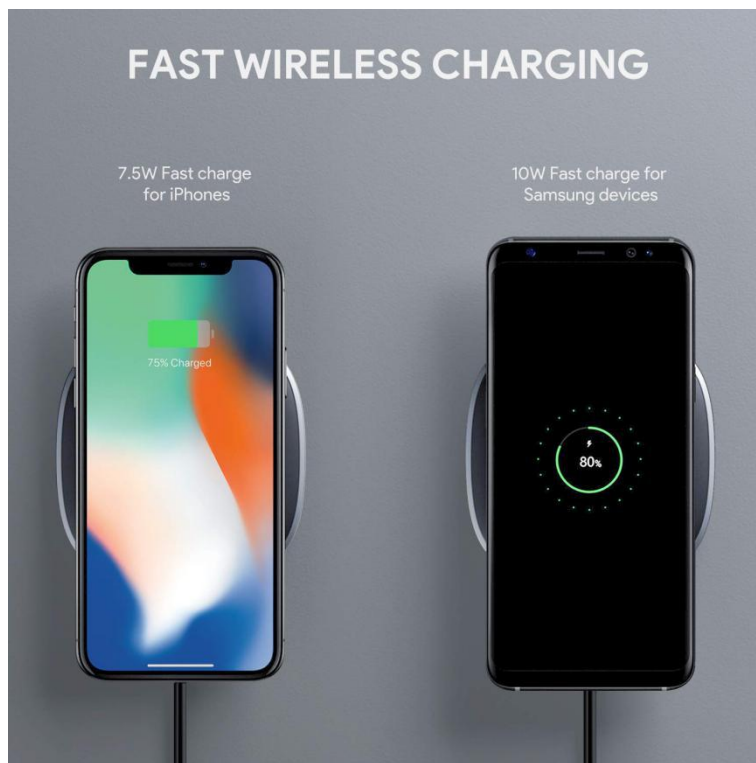 FAST WIRELESS CHARGING
7.5W Fast charge
for iPhones
10W Fast charge for
Samsung devices
75% Charged
80%